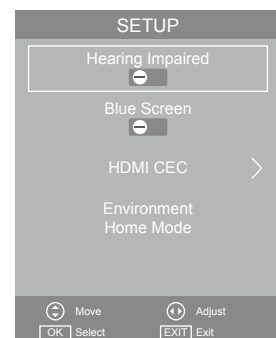 SETUP
Hearing Impaired
Blue Screen
HDMI CEC
Environment
Home Mode
Move Adjust
OK Select EXIT Exit